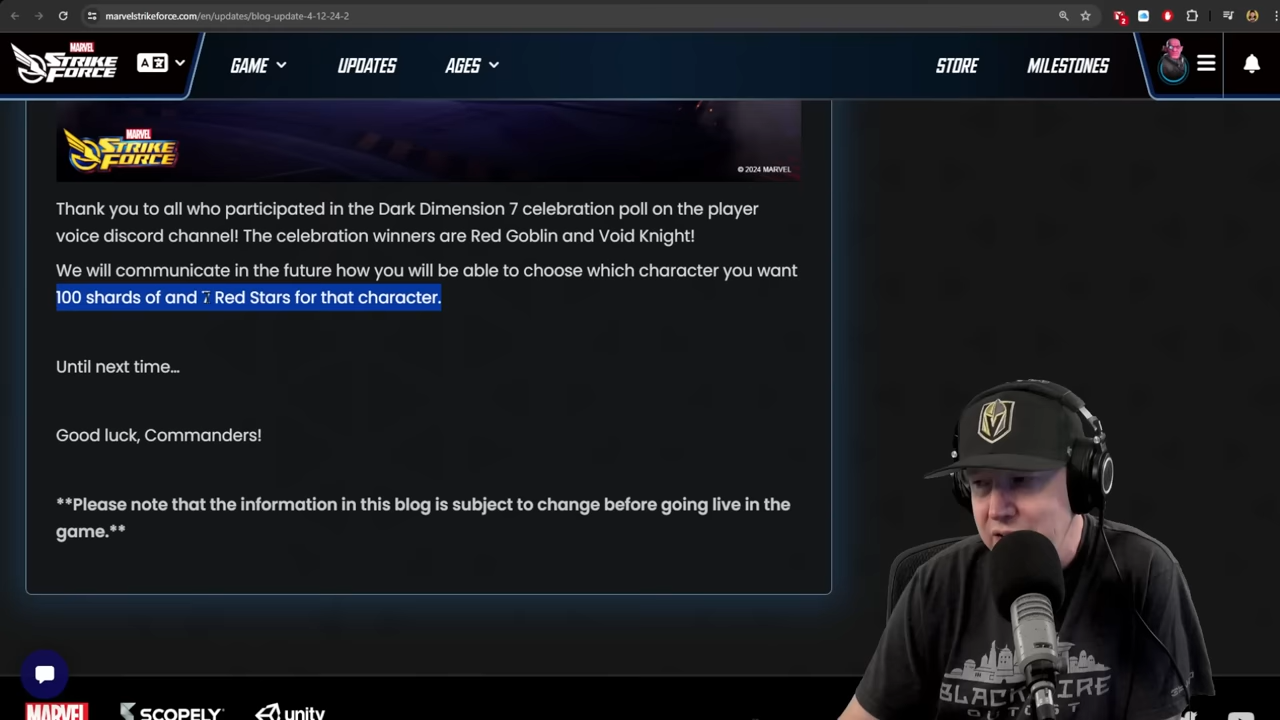 marvelstrikeforce.com/en/updates/blog-update-4-12-24-2
2
MARVEL
STRIKE
FORCE
GAME
UPDATES
AGES
STORE
MILESTONES
MARVEL
STRIKE
FORCE
© 2024 MARVEL
Thank you to all who participated in the Dark Dimension 7 celebration poll on the player
voice discord channel! The celebration winners are Red Goblin and Void Knight!
We will communicate in the future how you will be able to choose which character you want
100 shards of and 7 Red Stars for that character.
Until next time...
Good luck, Commanders!
**Please note that the information in this blog is subject to change before going live in the
game.**
MARVEL
SCOPELY
unity